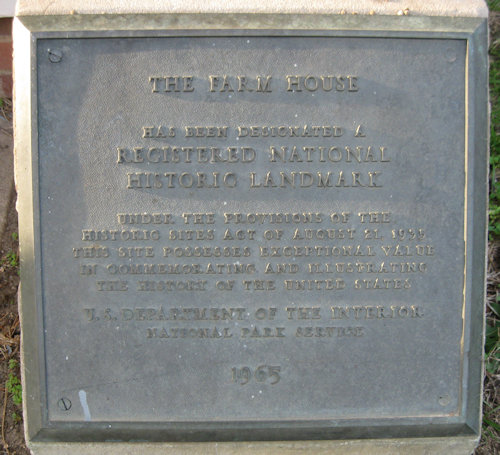 THE FARM HOUSE
HAS BEEN DESIGNATED A
REGISTERED NATIONAL
HISTORIC LANDMARK
UNDER THE PROVISIONS OF THE
HISTORIC SITES ACT OF AUGUST 21, 1935
THIS SITE POSSESSES EXCEPTIONAL VALUE
IN COMMEMORATING AND ILLUSTRATING
THE HISTORY OF THE UNITED STATES
U.S. DEPARTMENT OF THE INTERIOR
NATIONAL PARK SERVICE
1965